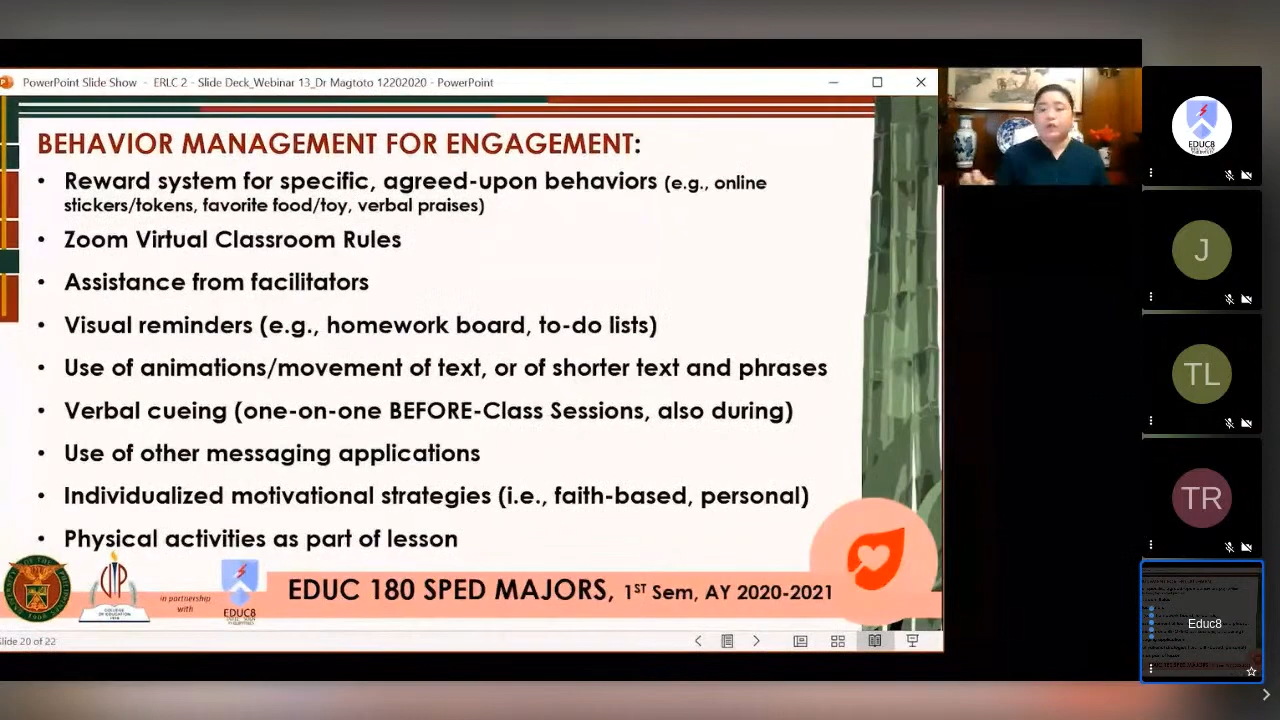 PowerPoint Slide Show - ERLC 2 - Slide Deck_Webinar 13_Dr Magtoto 12202020 - PowerPoint
BEHAVIOR MANAGEMENT FOR ENGAGEMENT:
• Reward system for specific, agreed-upon behaviors (e.g., online
stickers/tokens, favorite food/toy, verbal praises)
• Zoom Virtual Classroom Rules
• Assistance from facilitators
• Visual reminders (e.g., homework board, to-do lists)
• Use of animations/movement of text, or of shorter text and phrases
• Verbal cueing (one-on-one BEFORE-Class Sessions, also during)
• Use of other messaging applications
• Individualized motivational strategies (i.e., faith-based, personal)
• Physical activities as part of lesson
in partnership
with
EDUC8
EDUC 180 SPED MAJORS, 1ST Sem, AY 2020-2021
Slide 20 of 22
EDUC8
J
TL
TR
Educ8